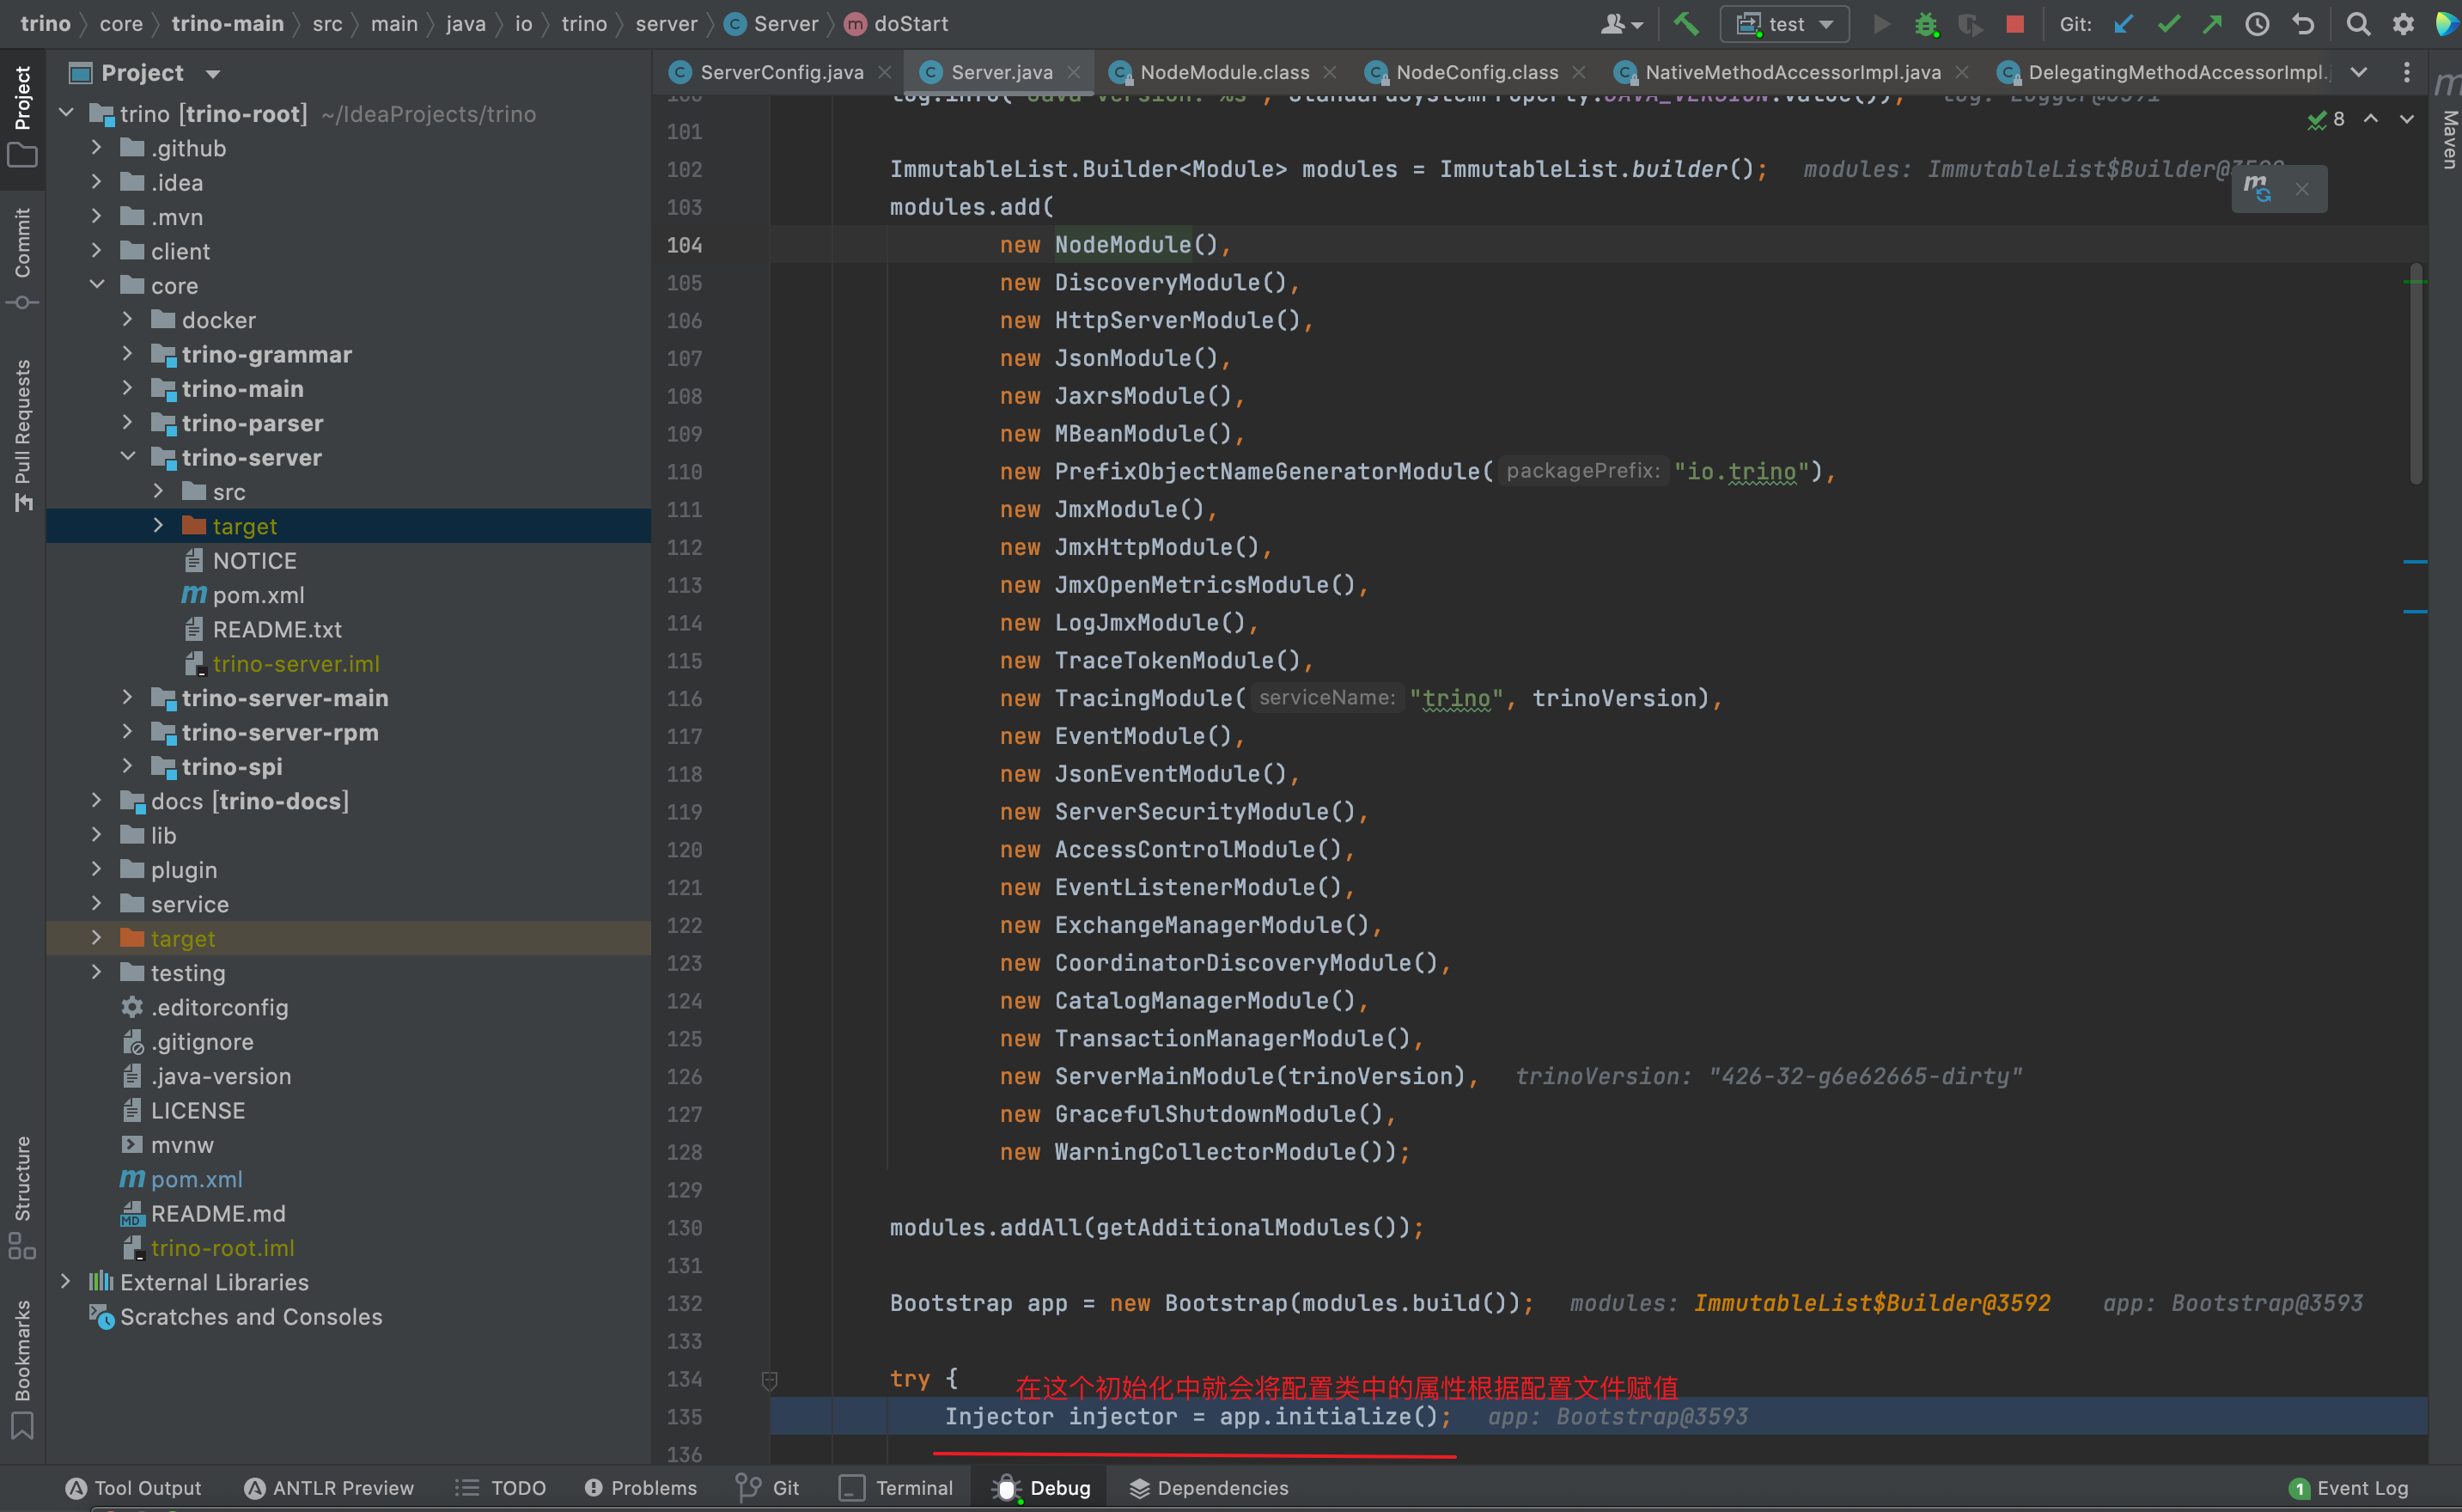 trino core trino-main src main java io trino server Server doStart
test
Git:
Project
ServerConfig.java
Server.java
NodeModule.class
NodeConfig.class
NativeMethodAccessorImpl.java
DelegatingMethodAccessorImpl.j
Project
Commit
Pull Requests
Structure
Bookmarks
Maven
trino [trino-root] ~/IdeaProjects/trino
.github
.idea
.mvn
client
core
docker
trino-grammar
trino-main
trino-parser
trino-server
src
target
NOTICE
pom.xml
README.txt
trino-server.iml
trino-server-main
trino-server-rpm
trino-spi
docs [trino-docs]
lib
plugin
service
target
testing
.editorconfig
.gitignore
.java-version
LICENSE
mvnw
pom.xml
README.md
trino-root.iml
External Libraries
Scratches and Consoles
8
101
102 ImmutableList.Builder<Module> modules = ImmutableList.builder(); modules: ImmutableList$Builder@3592
103 modules.add(
104 new NodeModule(),
105 new DiscoveryModule(),
106 new HttpServerModule(),
107 new JsonModule(),
108 new JaxrsModule(),
109 new MBeanModule(),
110 new PrefixObjectNameGeneratorModule( packagePrefix: "io.trino"),
111 new JmxModule(),
112 new JmxHttpModule(),
113 new JmxOpenMetricsModule(),
114 new LogJmxModule(),
115 new TraceTokenModule(),
116 new TracingModule( serviceName: "trino", trinoVersion),
117 new EventModule(),
118 new JsonEventModule(),
119 new ServerSecurityModule(),
120 new AccessControlModule(),
121 new EventListenerModule(),
122 new ExchangeManagerModule(),
123 new CoordinatorDiscoveryModule(),
124 new CatalogManagerModule(),
125 new TransactionManagerModule(),
126 new ServerMainModule(trinoVersion), trinoVersion: "426-32-g6e62665-dirty"
127 new GracefulShutdownModule(),
128 new WarningCollectorModule());
129
130 modules.addAll(getAdditionalModules());
131
132 Bootstrap app = new Bootstrap(modules.build()); modules: ImmutableList$Builder@3592 app: Bootstrap@3593
133
134 try {
在这个初始化中就会将配置类中的属性根据配置文件赋值
135 Injector injector = app.initialize(); app: Bootstrap@3593
136
Tool Output
ANTLR Preview
TODO
Problems
Git
Terminal
Debug
Dependencies
1 Event Log